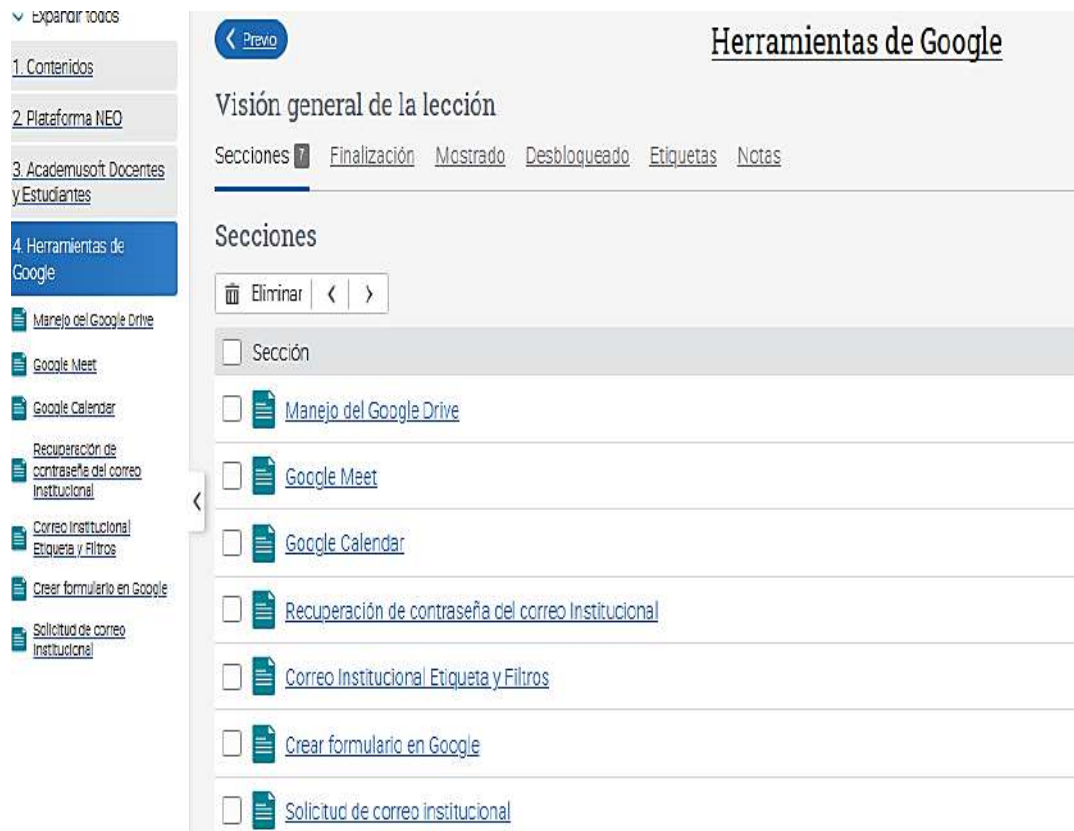 Expandir todos
1. Contenidos
2. Plataforma NEO
3. Academusoft Docentes
y Estudiantes
4. Herramientas de
Google
Manejo del Google Drive
Google Meet
Google Calendar
Recuperación de
contraseña del correo
Institucional
Correo Institucional
Etiqueta y Filtros
Crear formulario en Google
Solicitud de correo
institucional
Previo
Herramientas de Google
Visión general de la lección
Secciones 7 Finalización Mostrado Desbloqueado Etiquetas Notas
Secciones
Eliminar
Sección
Manejo del Google Drive
Google Meet
Google Calendar
Recuperación de contraseña del correo Institucional
Correo Institucional Etiqueta y Filtros
Crear formulario en Google
Solicitud de correo institucional